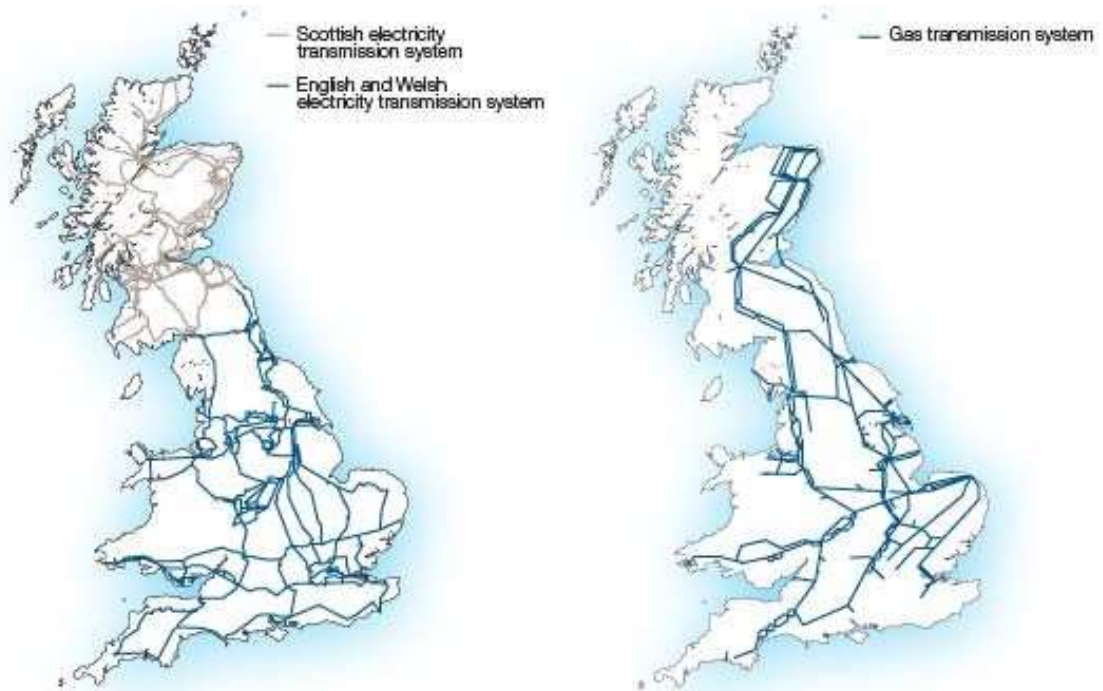 Scottish electricity
transmission system
English and Welsh
electricity transmission system
Gas transmission system